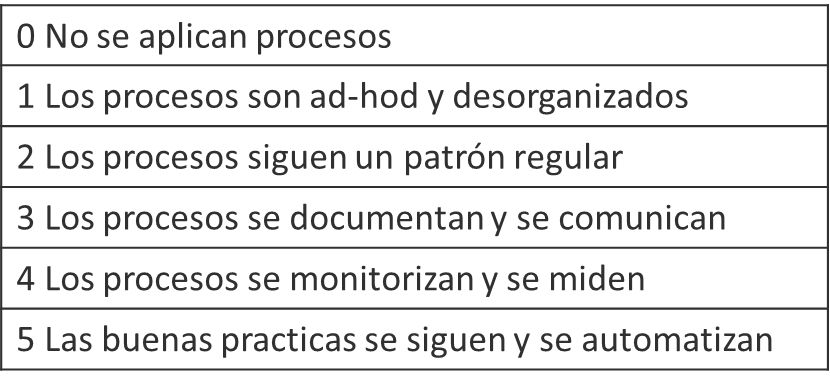 0 No se aplican procesos
1 Los procesos son ad-hod y desorganizados
2 Los procesos siguen un patrón regular
3 Los procesos se documentan y se comunican
4 Los procesos se monitorizan y se miden
5 Las buenas practicas se siguen y se automatizan